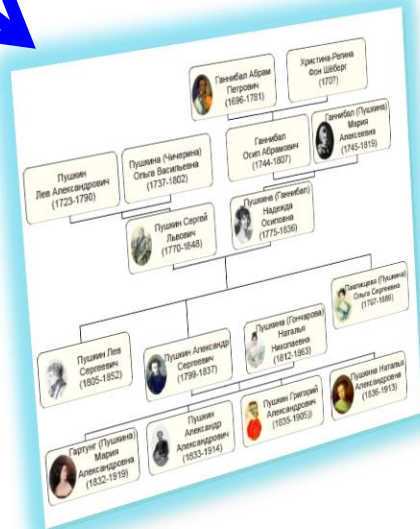 Ганнибал Абрам
Петрович
(1696-1781)
Христина-Регина
Фон Шёберг
(170?
Пушкин
Лев Александрович
(1723-1790)
Пушкина (Чичерина)
Ольга Васильевна
(1737-1802)
Ганнибал
Осип Абрамович
(1744-1807)
Ганнибал (Пушкина)
Мария
Алексеевна
(1745-1819)
Пушкин Сергей
Львович
(1770-1848)
Пушкина (Ганнибал)
Надежда
Осиповна
(1775-1836)
Пушкин Лев
Сергеевич
(1805-1852)
Пушкин Александр
Сергеевич
(1799-1837)
Пушкина (Гончарова)
Наталья
Николаевна
(1812-1863)
Павлищева (Пушкина)
Ольга Сергеевна
(1797-1868)
Гартунг (Пушкина)
Мария
Александровна
(1832-1919)
Пушкин
Александр
Александрович
(1833-1914)
Пушкин Григорий
Александрович
(1835-1905))
Пушкина Наталья
Александровна
(1836-1913)